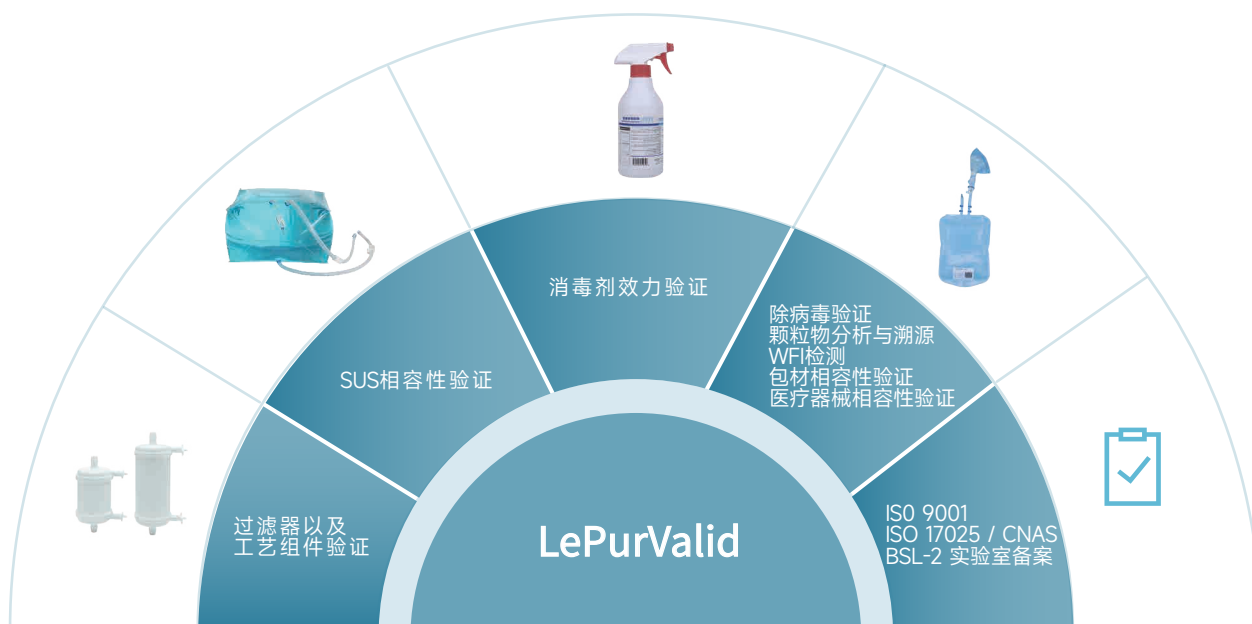 消毒剂效力验证
SUS相容性验证
除病毒验证
颗粒物分析与溯源
WFI检测
包材相容性验证
医疗器械相容性验证
过滤器以及
工艺组件验证
LePurValid
IS0 9001
ISO 17025 / CNAS
BSL-2 实验室备案